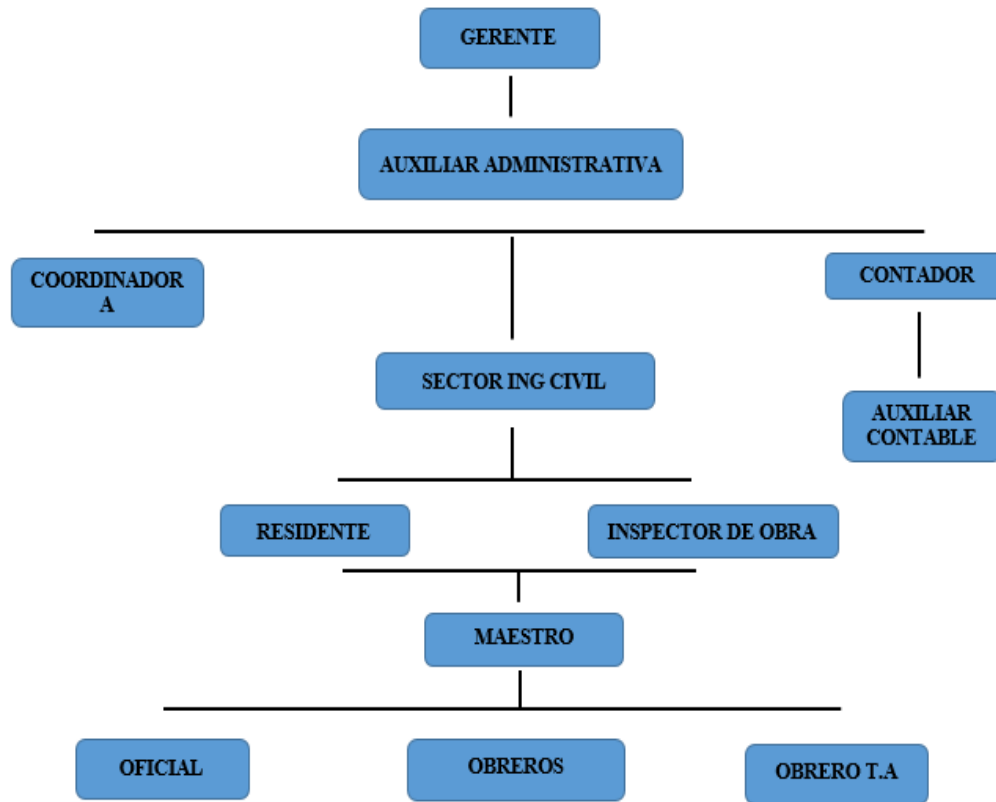 GERENTE
AUXILIAR ADMINISTRATIVA
COORDINADOR
A
CONTADOR
SECTOR ING CIVIL
AUXILIAR
CONTABLE
RESIDENTE
INSPECTOR DE OBRA
MAESTRO
OFICIAL
OBREROS
OBRERO T.A